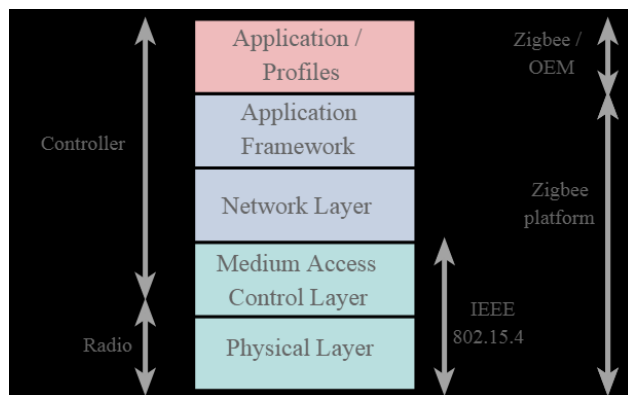 Application /
Profiles
Zigbee /
OEM
Application
Framework
Controller
Network Layer
Zigbee
platform
Medium Access
Control Layer
IEEE
802.15.4
Radio
Physical Layer